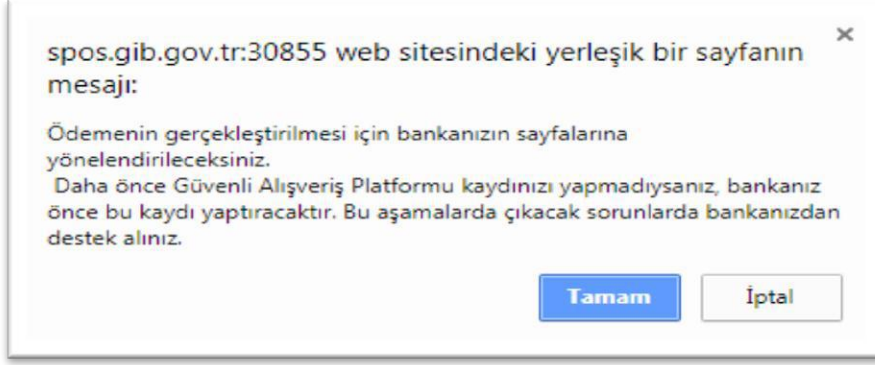 spos.gib.gov.tr:30855 web sitesindeki yerleşik bir sayfanın
mesajı:
Ödemenin gerçekleştirilmesi için bankanızın sayfalarına
yönelendirileceksiniz.
Daha önce Güvenli Alışveriş Platformu kaydınızı yapmadıysanız, bankanız
önce bu kaydı yaptıracaktır. Bu aşamalarda çıkacak sorunlarda bankanızdan
destek alınız.
Tamam
İptal